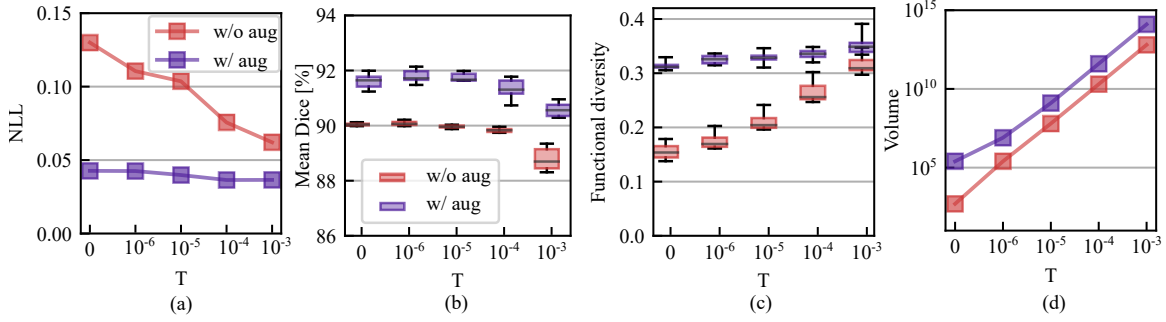 NLL
0.15
0.10
0.05
0.00
w/o aug
w/ aug
0 10⁻⁶ 10⁻⁵ 10⁻⁴ 10⁻³
T
(a)
Mean Dice [%]
94
92
90
88
86
w/o aug
w/ aug
0 10⁻⁶ 10⁻⁵ 10⁻⁴ 10⁻³
T
(b)
Functional diversity
0.4
0.3
0.2
0.1
0.0
0 10⁻⁶ 10⁻⁵ 10⁻⁴ 10⁻³
T
(c)
Volume
10¹⁵
10¹⁰
10⁵
0 10⁻⁶ 10⁻⁵ 10⁻⁴ 10⁻³
T
(d)